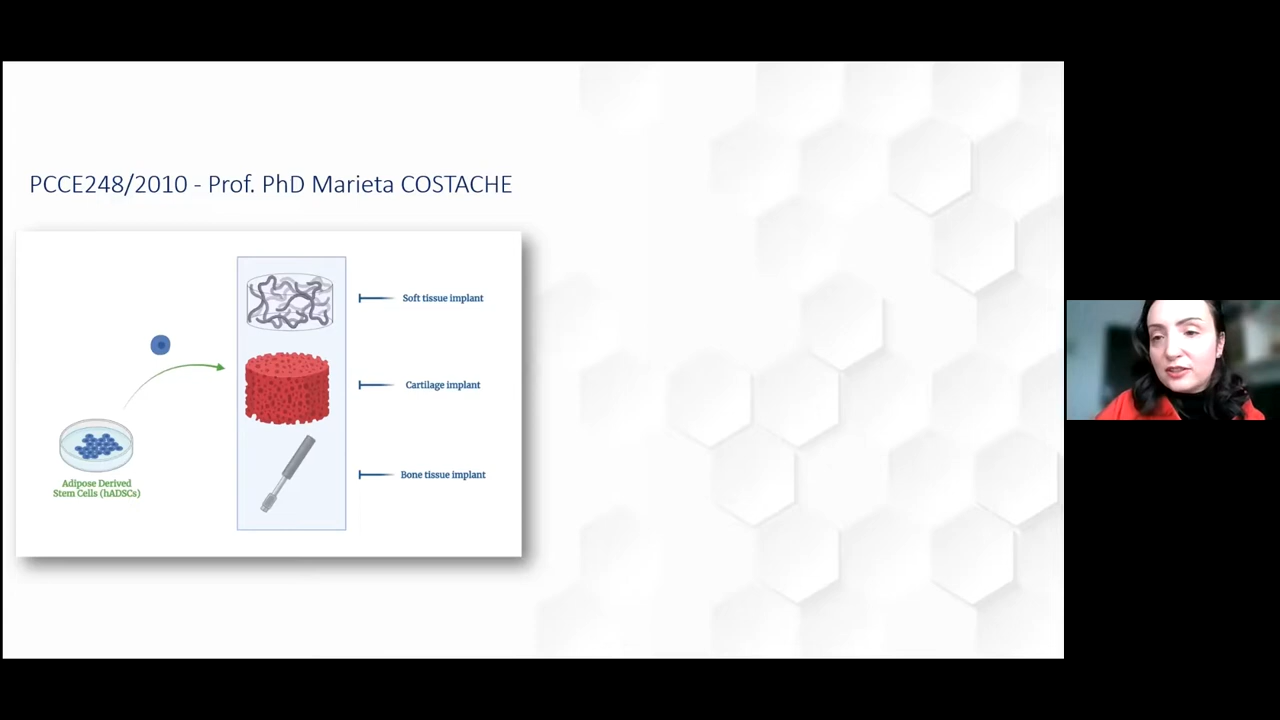 PCCE248/2010 - Prof. PhD Marieta COSTACHE
Soft tissue implant
Cartilage implant
Bone tissue implant
Adipose Derived
Stem Cells (hADSCs)